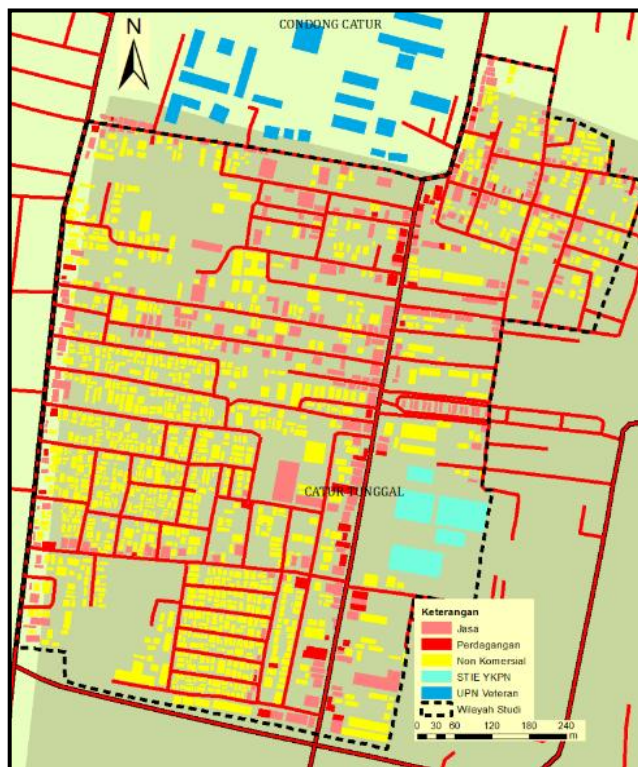 CONDONG CATUR
N
CATUR TUNGGAL
Keterangan
Jasa
Perdagangan
Non Komersial
STIE YKPN
UPN Veteran
Wilayah Studi
0 30 60 120 180 240
m